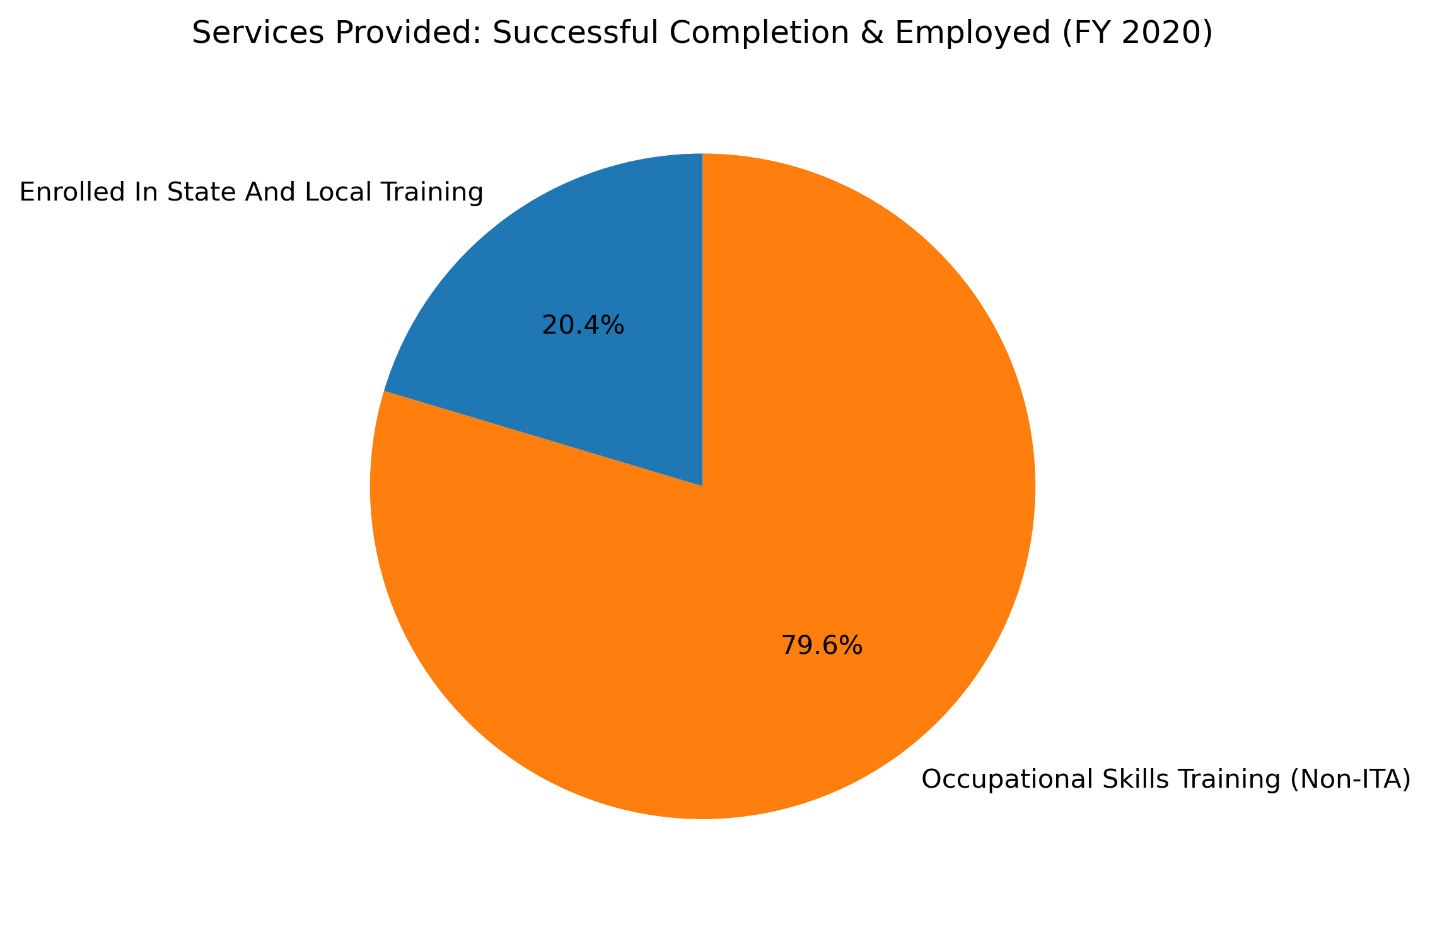 Services Provided: Successful Completion & Employed (FY 2020)
Enrolled In State And Local Training
20.4%
79.6%
Occupational Skills Training (Non-ITA)